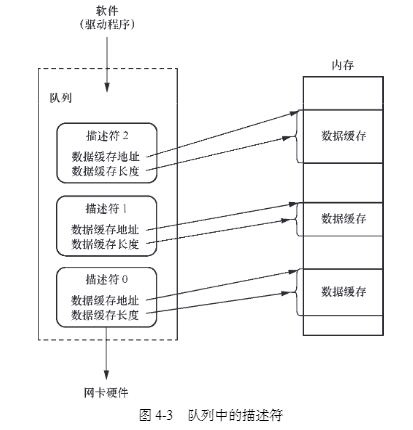 软件
(驱动程序)
内存
队列
描述符2
数据缓存地址
数据缓存长度
数据缓存
描述符1
数据缓存地址
数据缓存长度
数据缓存
描述符0
数据缓存地址
数据缓存长度
数据缓存
网卡硬件
图 4-3 队列中的描述符